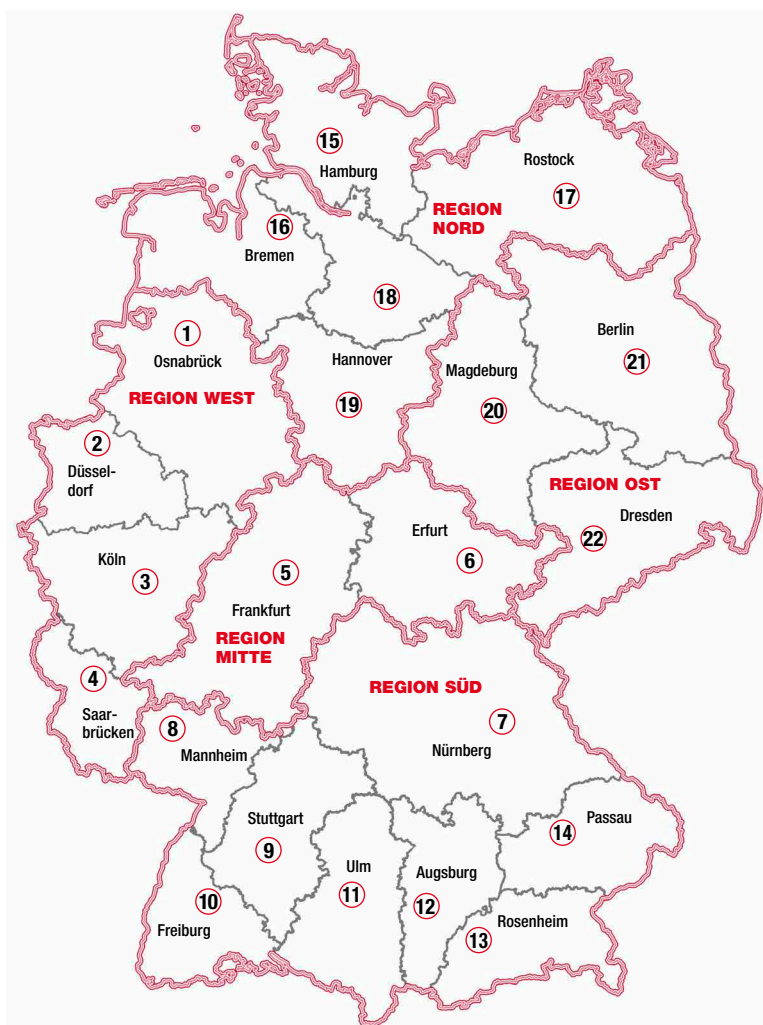 15
Hamburg
Rostock
17
REGION
NORD
16
Bremen
18
1
Osnabrück
Hannover
19
Berlin
21
Magdeburg
20
REGION WEST
2
Düssel-
dorf
REGION OST
Dresden
22
Köln
3
5
Frankfurt
Erfurt
6
REGION
MITTE
4
Saar-
brücken
REGION SÜD
7
Nürnberg
8
Mannheim
Stuttgart
9
Passau
14
Ulm
11
Augsburg
12
10
Freiburg
Rosenheim
13